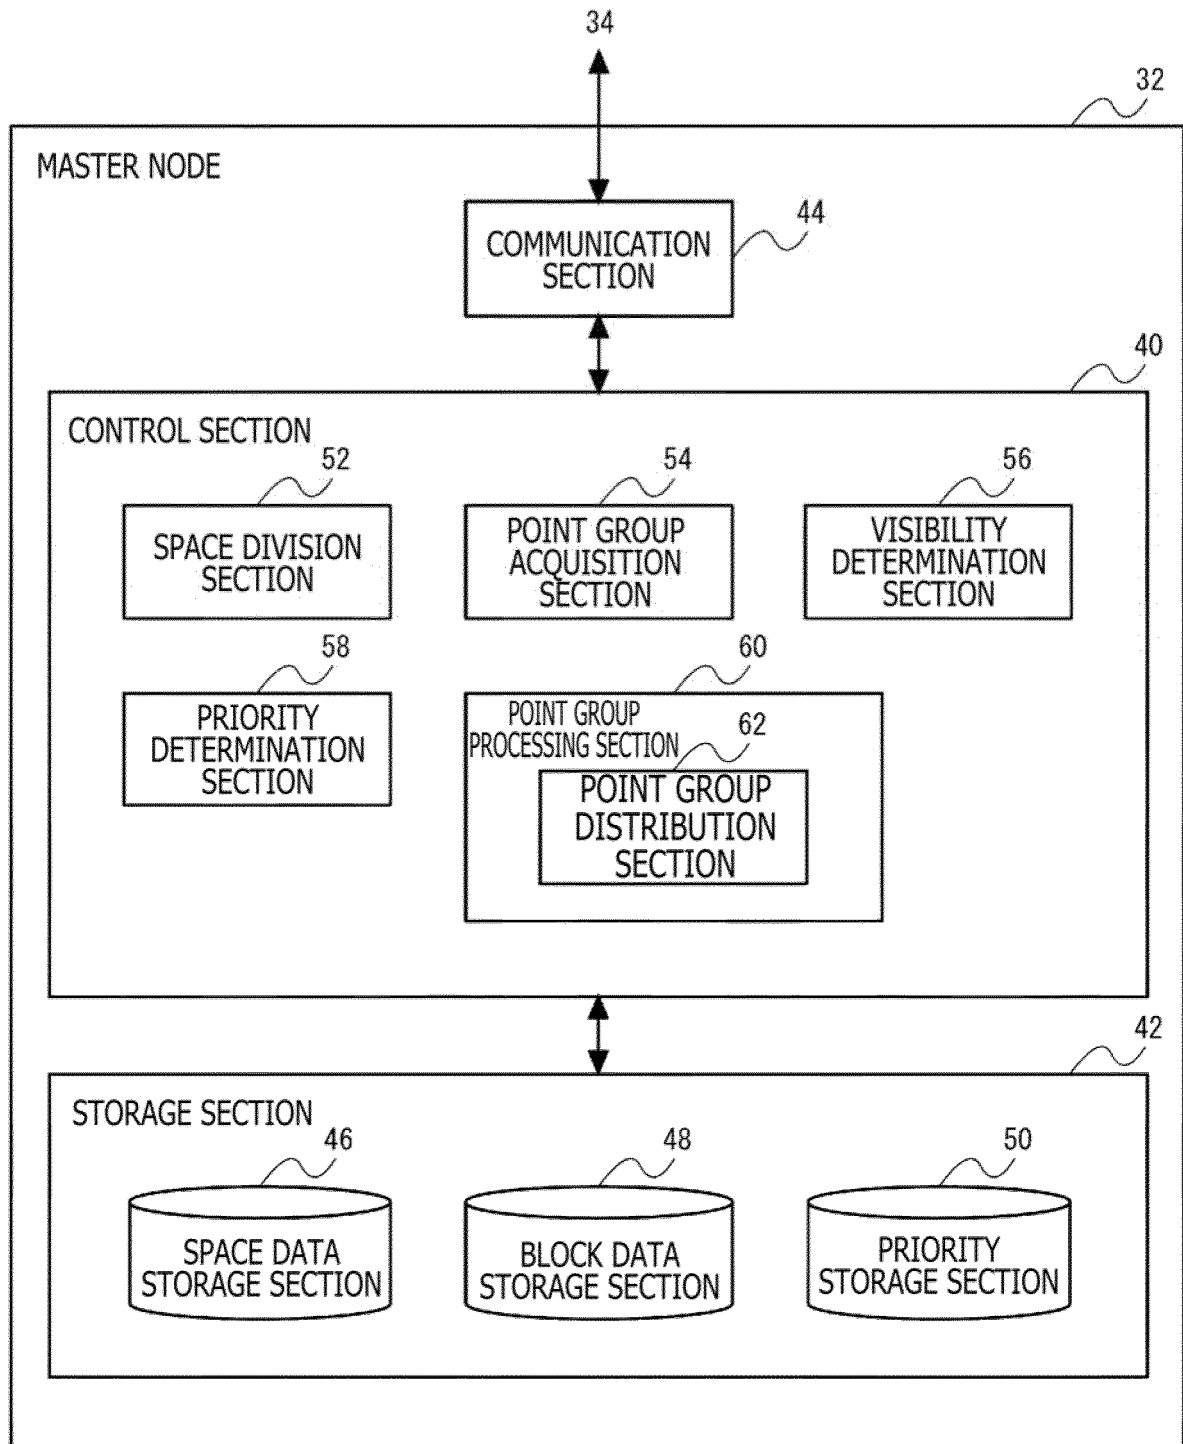 34
32
MASTER NODE
44
COMMUNICATION
SECTION
40
CONTROL SECTION
52
54
56
SPACE DIVISION
SECTION
POINT GROUP
ACQUISITION
SECTION
VISIBILITY
DETERMINATION
SECTION
58
60
PRIORITY
DETERMINATION
SECTION
POINT GROUP
PROCESSING SECTION
62
POINT GROUP
DISTRIBUTION
SECTION
42
STORAGE SECTION
46
48
50
SPACE DATA
STORAGE SECTION
BLOCK DATA
STORAGE SECTION
PRIORITY
STORAGE SECTION